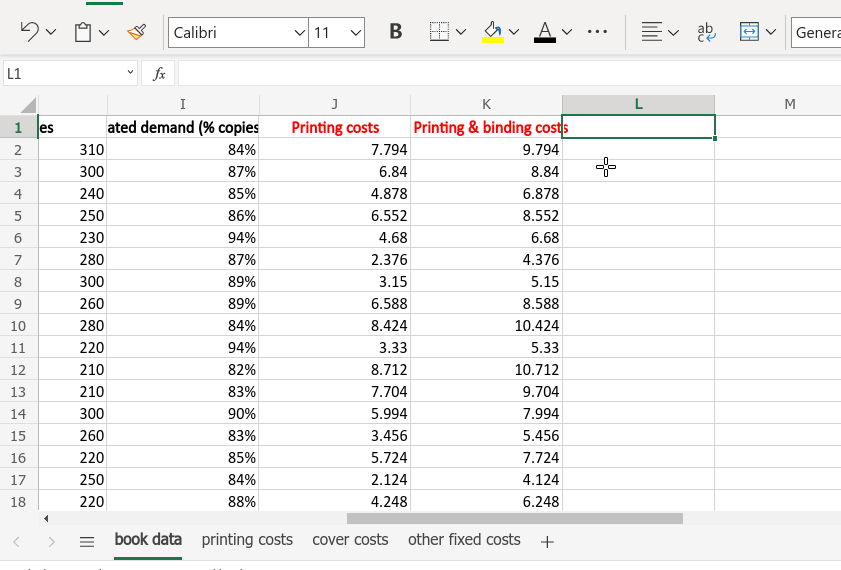 Calibri 11 B A ab c Genera
L1 fx
I J K L M
1 es ated demand (% copies Printing costs Printing & binding costs
2 310 84% 7.794 9.794
3 300 87% 6.84 8.84
4 240 85% 4.878 6.878
5 250 86% 6.552 8.552
6 230 94% 4.68 6.68
7 280 87% 2.376 4.376
8 300 89% 3.15 5.15
9 260 89% 6.588 8.588
10 280 84% 8.424 10.424
11 220 94% 3.33 5.33
12 210 82% 8.712 10.712
13 210 83% 7.704 9.704
14 300 90% 5.994 7.994
15 260 83% 3.456 5.456
16 220 85% 5.724 7.724
17 250 84% 2.124 4.124
18 220 88% 4.248 6.248
book data printing costs cover costs other fixed costs